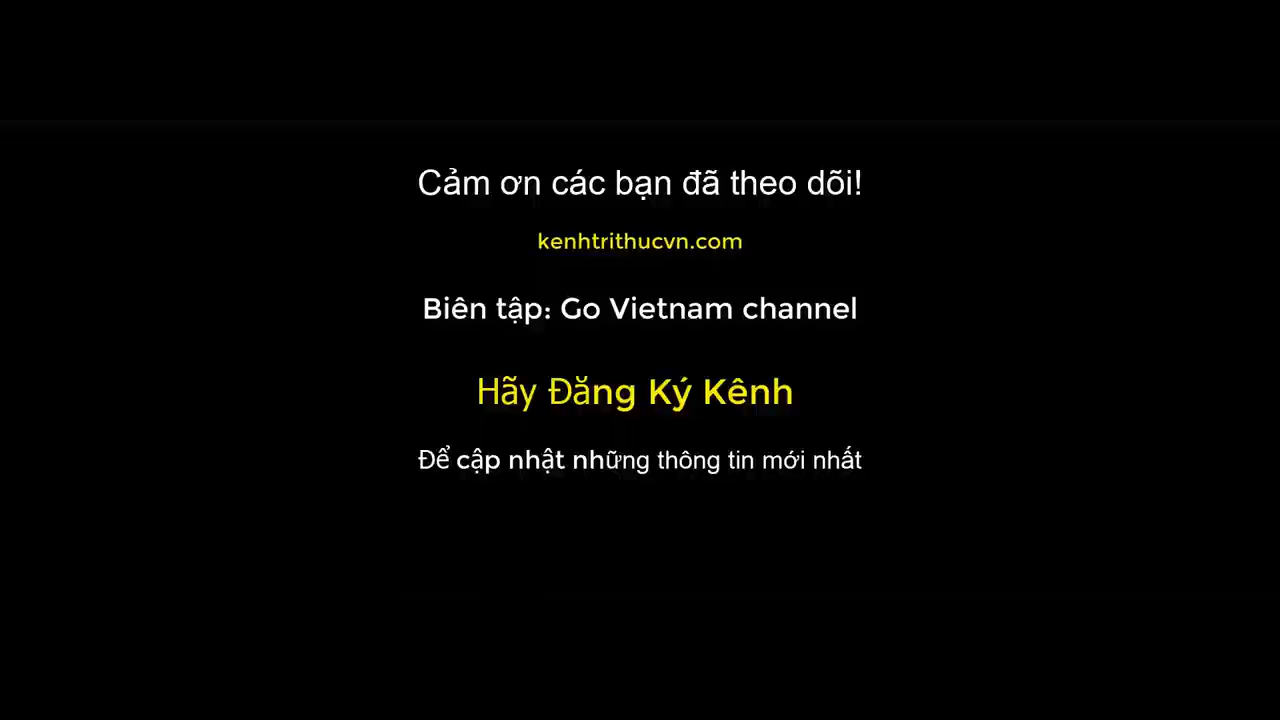 Cảm ơn các bạn đã theo dõi!
kenhtrithucvn.com
Biên tập: Go Vietnam channel
Hãy Đăng Ký Kênh
Để cập nhật những thông tin mới nhất